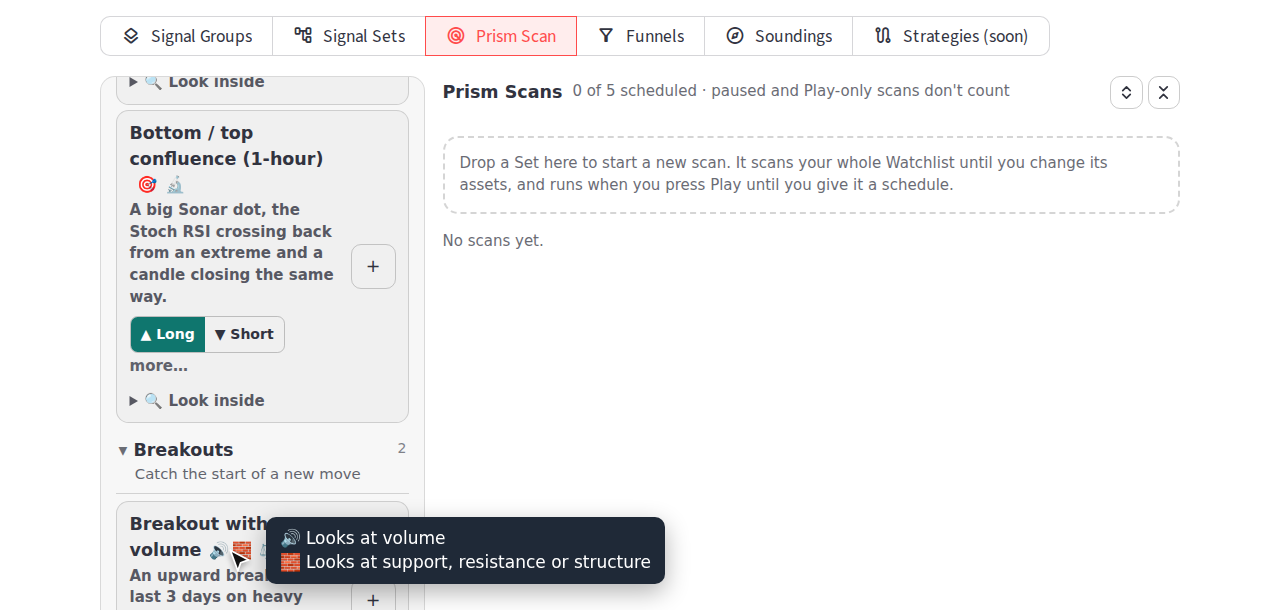 Signal Groups
Signal Sets
Prism Scan
Funnels
Soundings
Strategies (soon)
▶ 🔍 Look inside
Bottom / top
confluence (1-hour)
🎯 🔬
A big Sonar dot, the
Stoch RSI crossing back
from an extreme and a
candle closing the same
way.
+
▲ Long
▼ Short
more…
▶ 🔍 Look inside
▼ Breakouts 2
Catch the start of a new move
Breakout with
volume 🔊🧱
An upward
last 3 days on heavy
+
🔊 Looks at volume
🧱 Looks at support, resistance or structure
Prism Scans 0 of 5 scheduled · paused and Play-only scans don't count
Drop a Set here to start a new scan. It scans your whole Watchlist until you change its
assets, and runs when you press Play until you give it a schedule.
No scans yet.